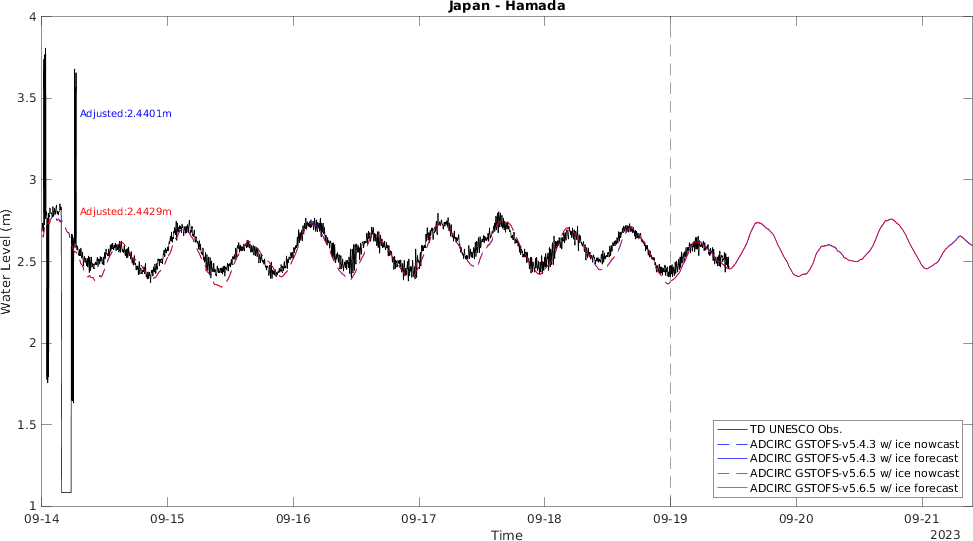 Japan - Hamada
4
3.5
3
2.5
2
1.5
1
Water Level (m)
Adjusted:2.4401m
Adjusted:2.4429m
TD UNESCO Obs.
ADCIRC GSTOFS-v5.4.3 w/ ice nowcast
ADCIRC GSTOFS-v5.4.3 w/ ice forecast
ADCIRC GSTOFS-v5.6.5 w/ ice nowcast
ADCIRC GSTOFS-v5.6.5 w/ ice forecast
09-14 09-15 09-16 09-17 09-18 09-19 09-20 09-21
Time
2023